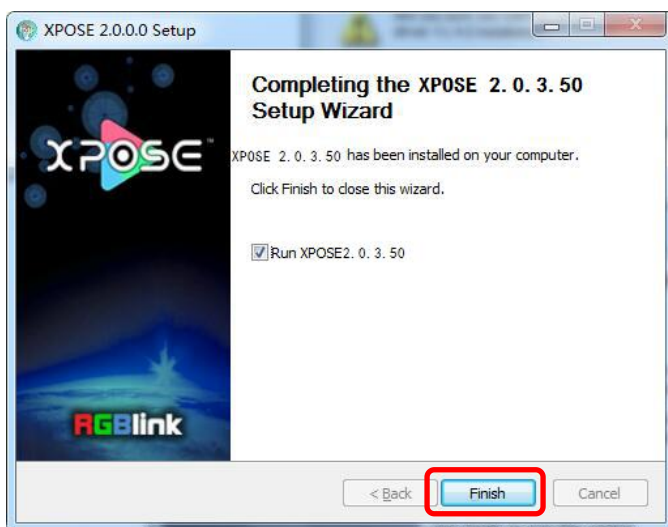 XPOSE 2.0.0.0 Setup
Completing the XPOSE 2.0.3.50
Setup Wizard
XPOSE™
XPOSE 2.0.3.50 has been installed on your computer.
Click Finish to close this wizard.
Run XPOSE2.0.3.50
RGBlink
< Back
Finish
Cancel